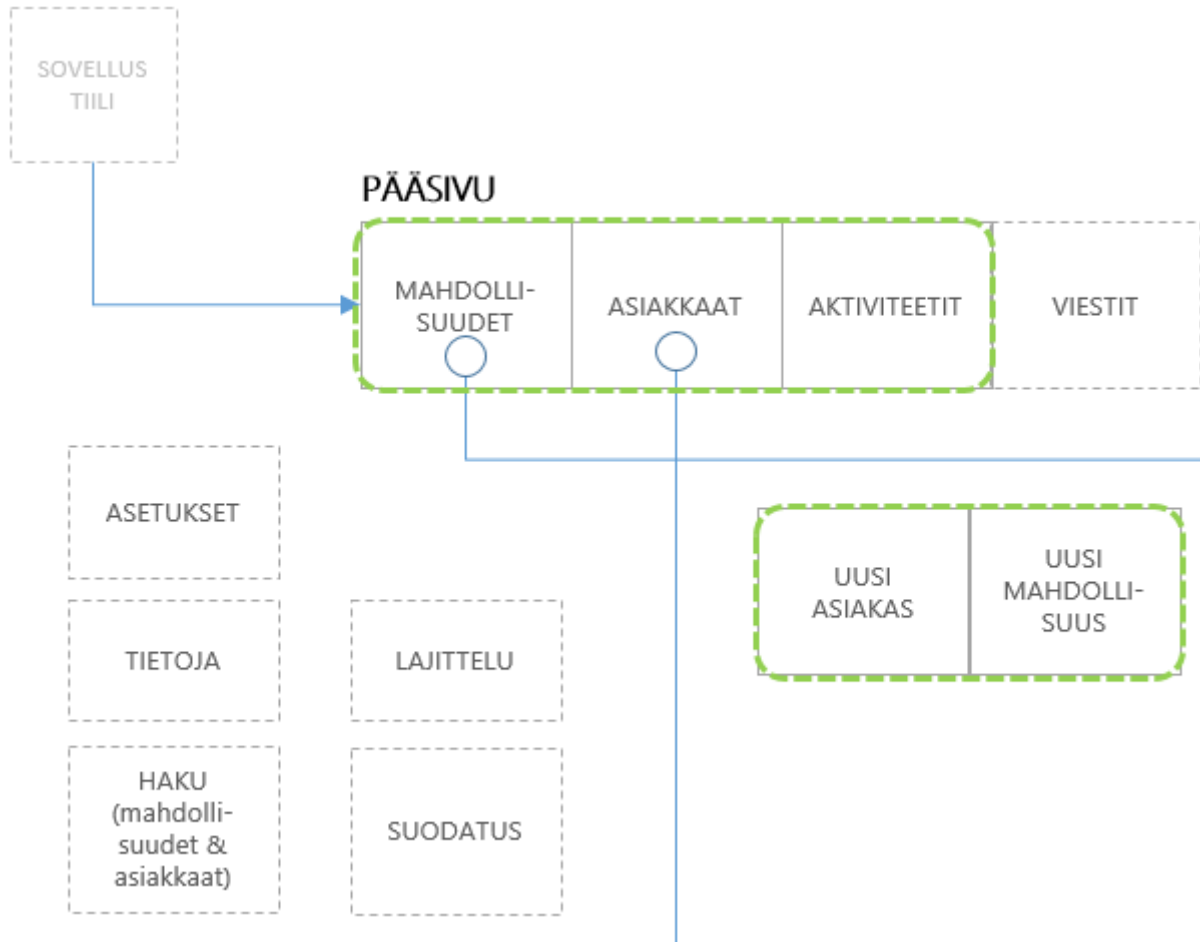 SOVELLUS
TIILI
PÄÄSIVU
MAHDOLLI-
SUUDET
ASIAKKAAT
AKTIVITEETIT
VIESTIT
ASETUKSET
UUSI
ASIAKAS
UUSI
MAHDOLLI-
SUUS
TIETOJA
LAJITTELU
HAKU
(mahdolli-
suudet &
asiakkaat)
SUODATUS